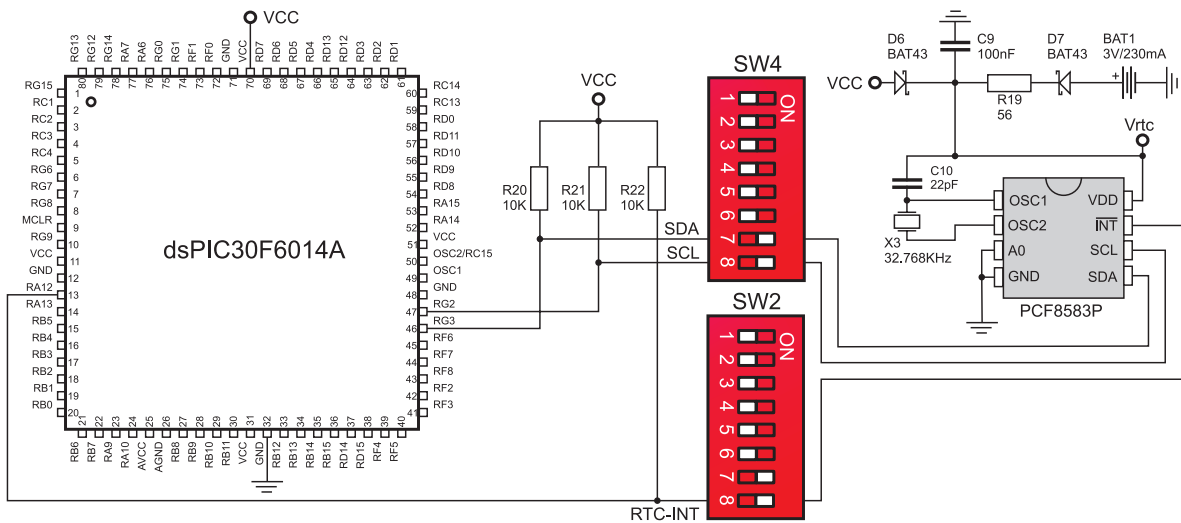 VCC
RG13 RG12 RG14 RA7 RA6 RG0 RG1 RF1 RF0 GND VCC RD7 RD6 RD5 RD4 RD13 RD12 RD3 RD2 RD1
80 79 78 77 76 75 74 73 72 71 70 69 68 67 66 65 64 63 62 61
RG15 1
RC1 2
RC2 3
RC3 4
RC4 5
RG6 6
RG7 7
RG8 8
MCLR 9
RG9 10
VCC 11
GND 12
RA12 13
RA13 14
RB5 15
RB4 16
RB3 17
RB2 18
RB1 19
RB0 20
dsPIC30F6014A
60 RC14
59 RC13
58 RD0
57 RD11
56 RD10
55 RD9
54 RD8
53 RA15
52 RA14
51 VCC
50 OSC2/RC15
49 OSC1
48 GND
47 RG2
46 RG3
45 RF6
44 RF7
43 RF8
42 RF2
41 RF3
21 22 23 24 25 26 27 28 29 30 31 32 33 34 35 36 37 38 39 40
RB6 RB7 RA9 RA10 AVCC AGND RB8 RB9 RB10 RB11 VCC GND RB12 RB13 RB14 RB15 RD14 RD15 RF4 RF5
VCC
R20
10K
R21
10K
R22
10K
SDA
SCL
RTC-INT
SW4
ON
1
2
3
4
5
6
7
8
SW2
ON
1
2
3
4
5
6
7
8
D6
BAT43
C9
100nF
D7
BAT43
BAT1
3V/230mA
VCC
+
R19
56
Vrtc
C10
22pF
X3
32.768KHz
OSC1 VDD
OSC2 INT
A0 SCL
GND SDA
PCF8583P